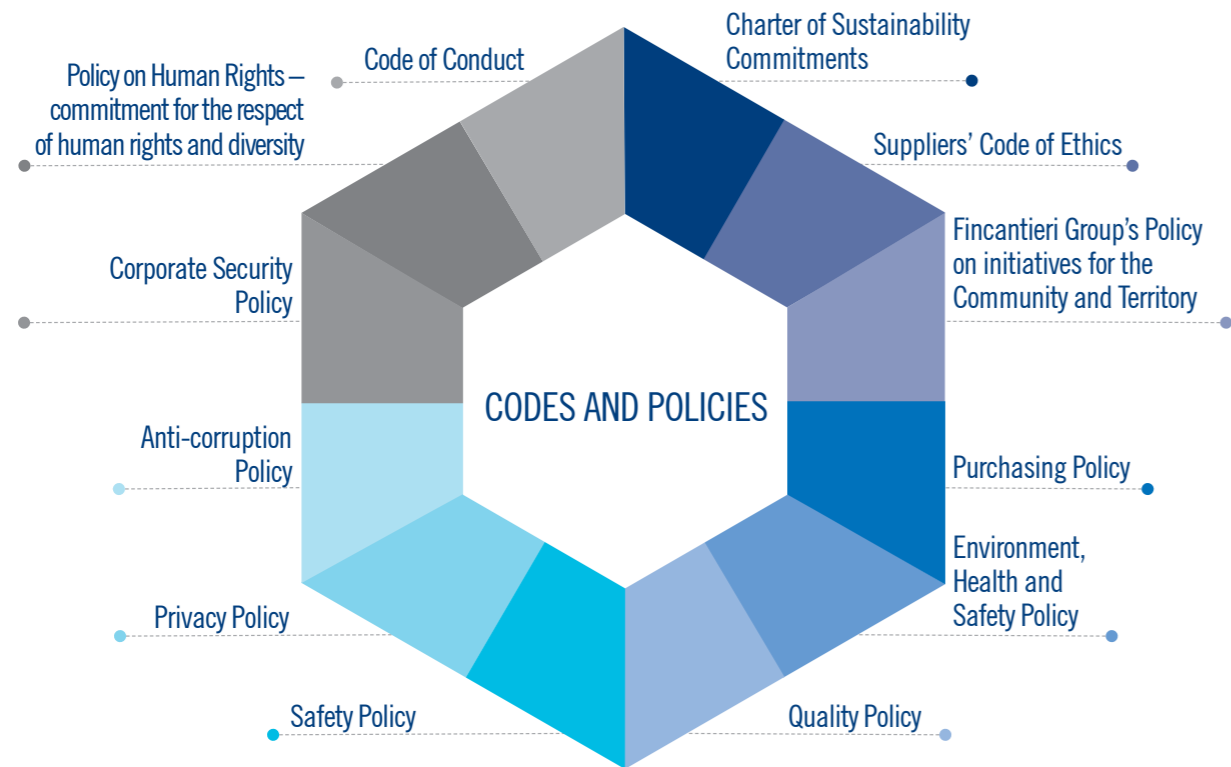 Charter of Sustainability
Commitments
Code of Conduct
Policy on Human Rights –
commitment for the respect
of human rights and diversity
Suppliers’ Code of Ethics
Fincantieri Group’s Policy
on initiatives for the
Community and Territory
Corporate Security
Policy
CODES AND POLICIES
Anti-corruption
Policy
Purchasing Policy
Environment,
Health and
Safety Policy
Privacy Policy
Safety Policy
Quality Policy